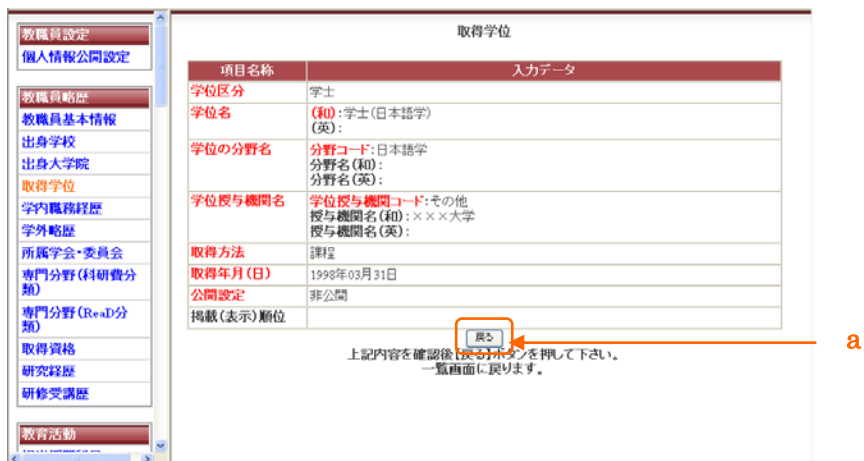 教職員設定
個人情報公開設定
教職員略歴
教職員基本情報
出身学校
出身大学院
取得学位
学内職務経歴
学外略歴
所属学会・委員会
専門分野(科研費分
類)
専門分野(ReaD分
類)
取得資格
研究経歴
研修受講歴
教育活動
取得学位
項目名称 入力データ
学位区分 学士
学位名 (和):学士(日本語学)
(英):
学位の分野名 分野コード:日本語学
分野名(和):
分野名(英):
学位授与機関名 学位授与機関コード:その他
授与機関名(和):×××大学
授与機関名(英):
取得方法 課程
取得年月(日) 1998年03月31日
公開設定 非公開
掲載(表示)順位
戻る
a
上記内容を確認後[戻る]ボタンを押して下さい。
一覧画面に戻ります。